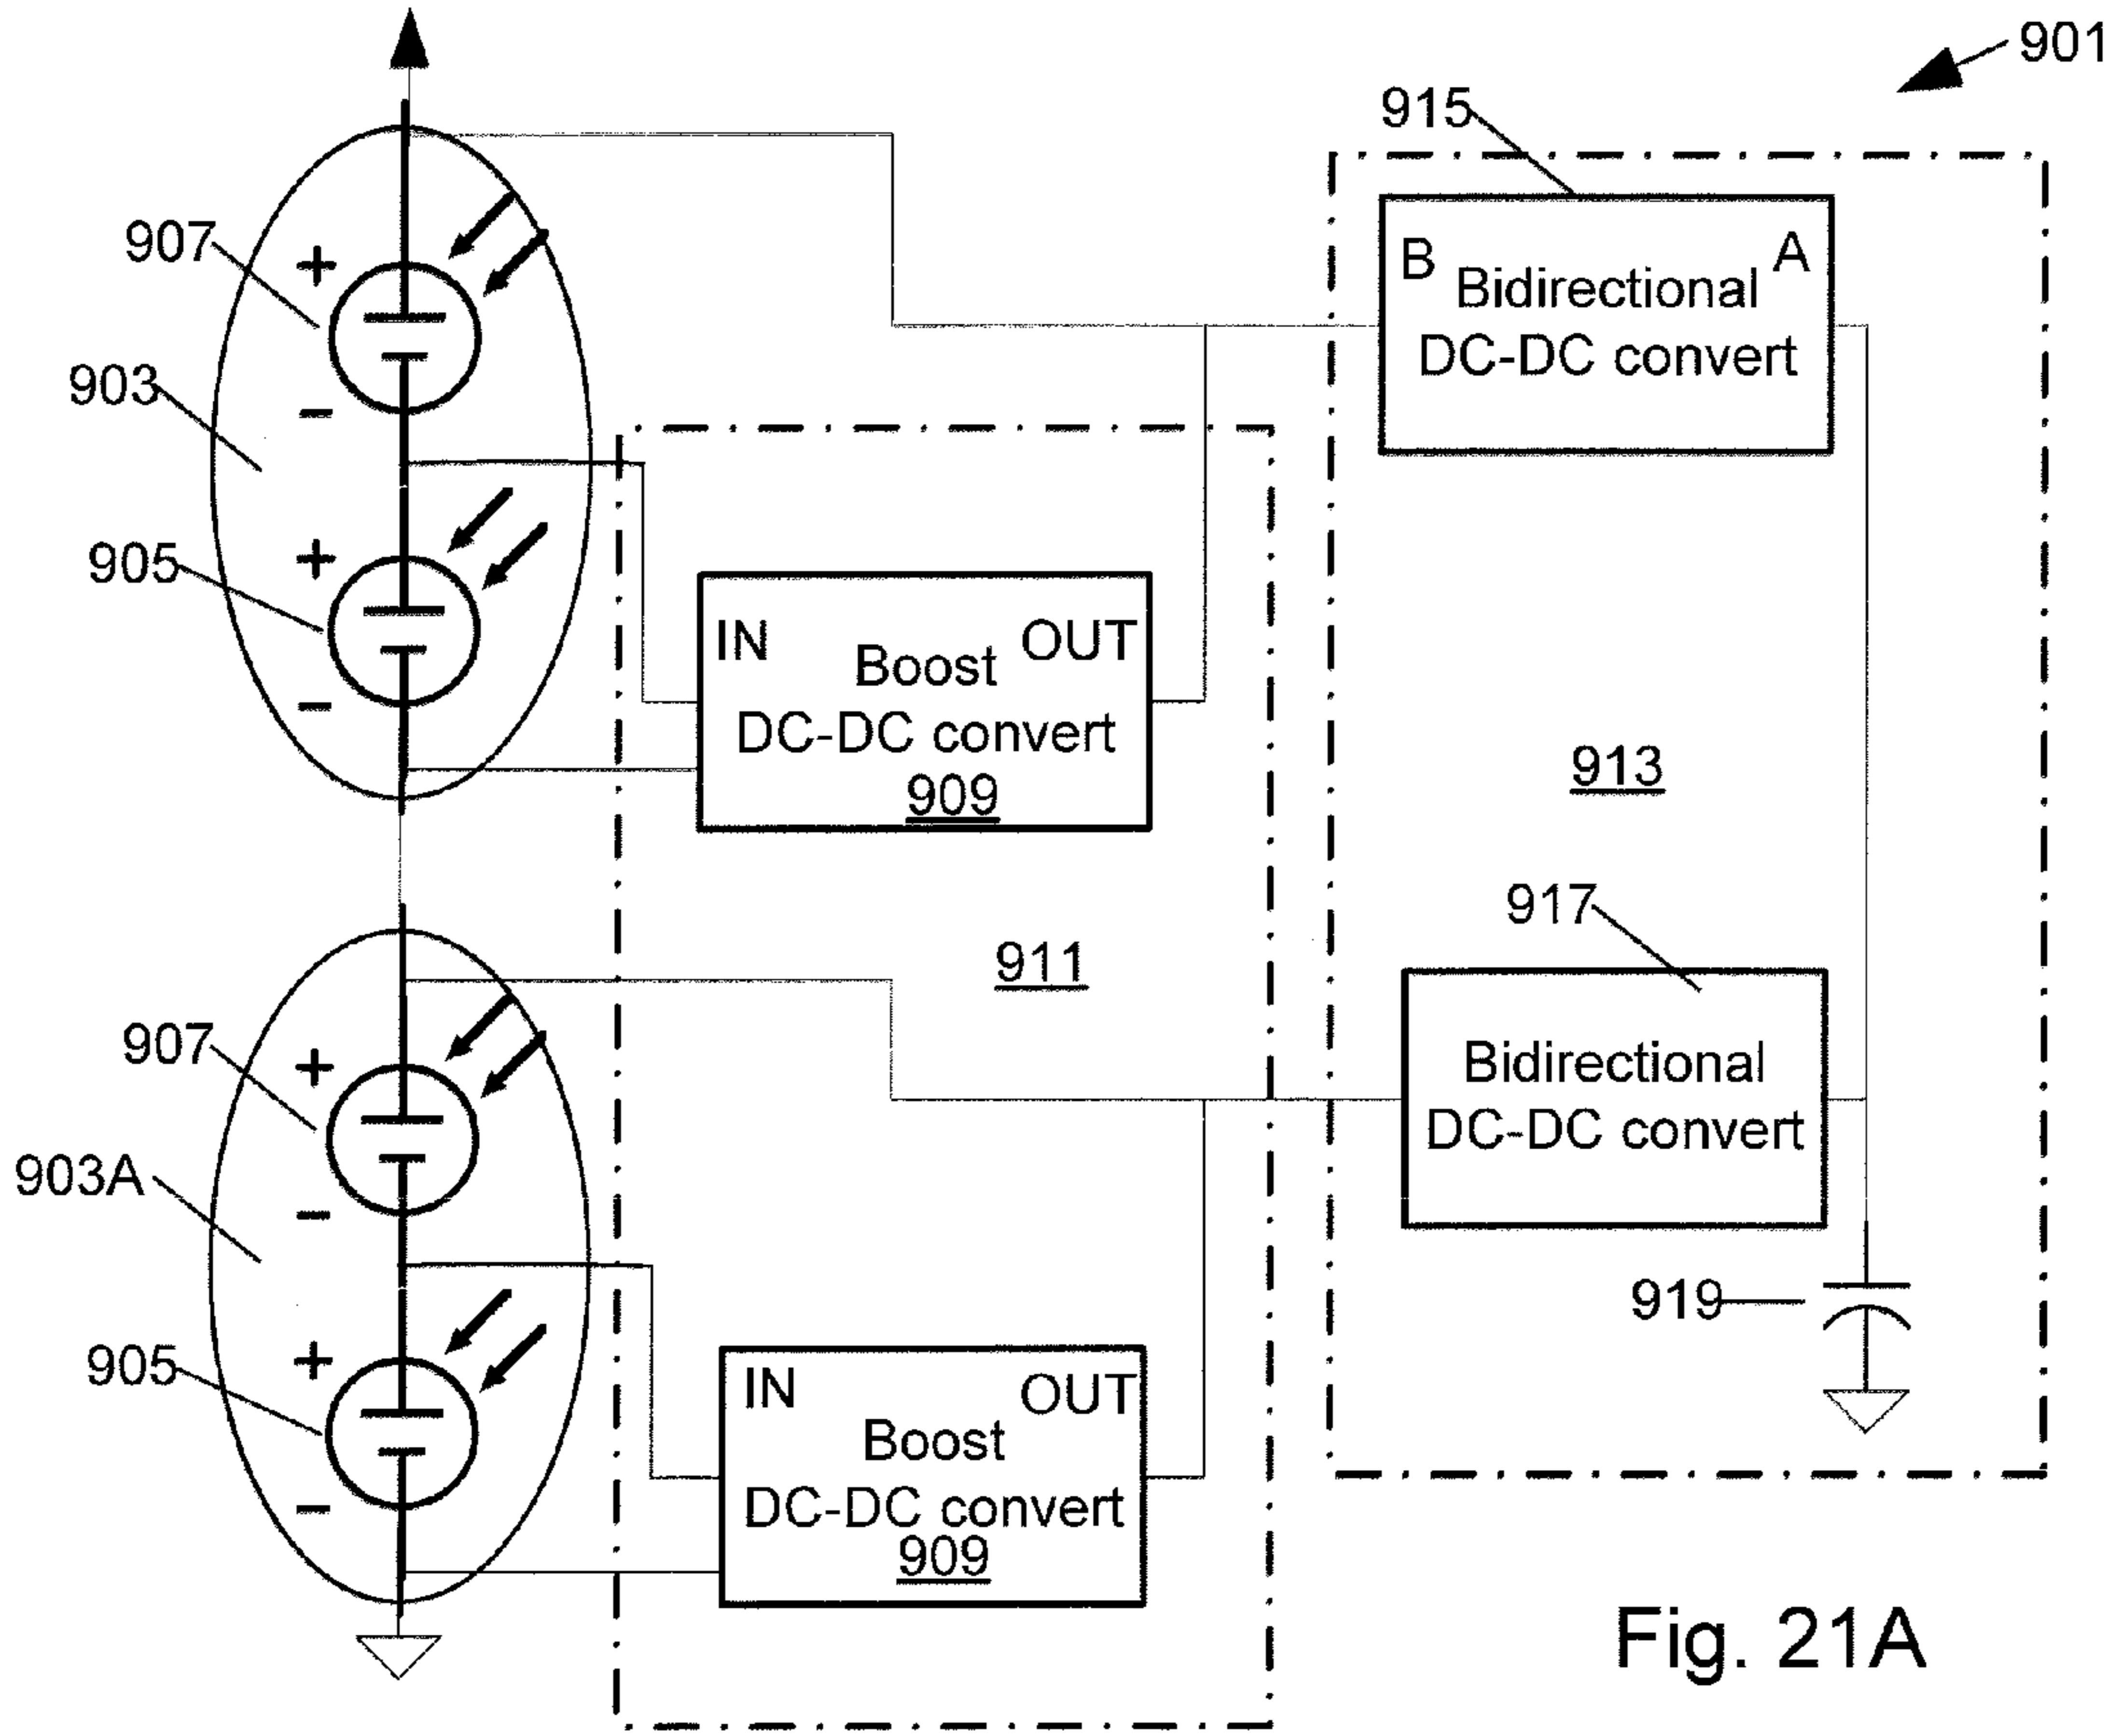 901
915
B
A
Bidirectional
DC-DC convert
907
+
−
903
+
905
−
IN
OUT
Boost
DC-DC convert
909
913
917
911
Bidirectional
DC-DC convert
907
+
−
903A
+
905
−
919
IN
OUT
Boost
DC-DC convert
909
Fig. 21A